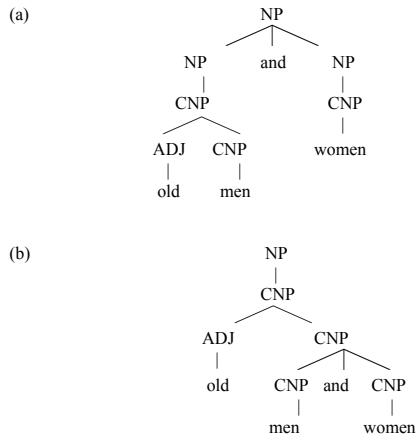 (a) NP
NP and NP
CNP CNP
ADJ CNP women
old men
(b)
NP
CNP
ADJ CNP
old CNP and CNP
men women